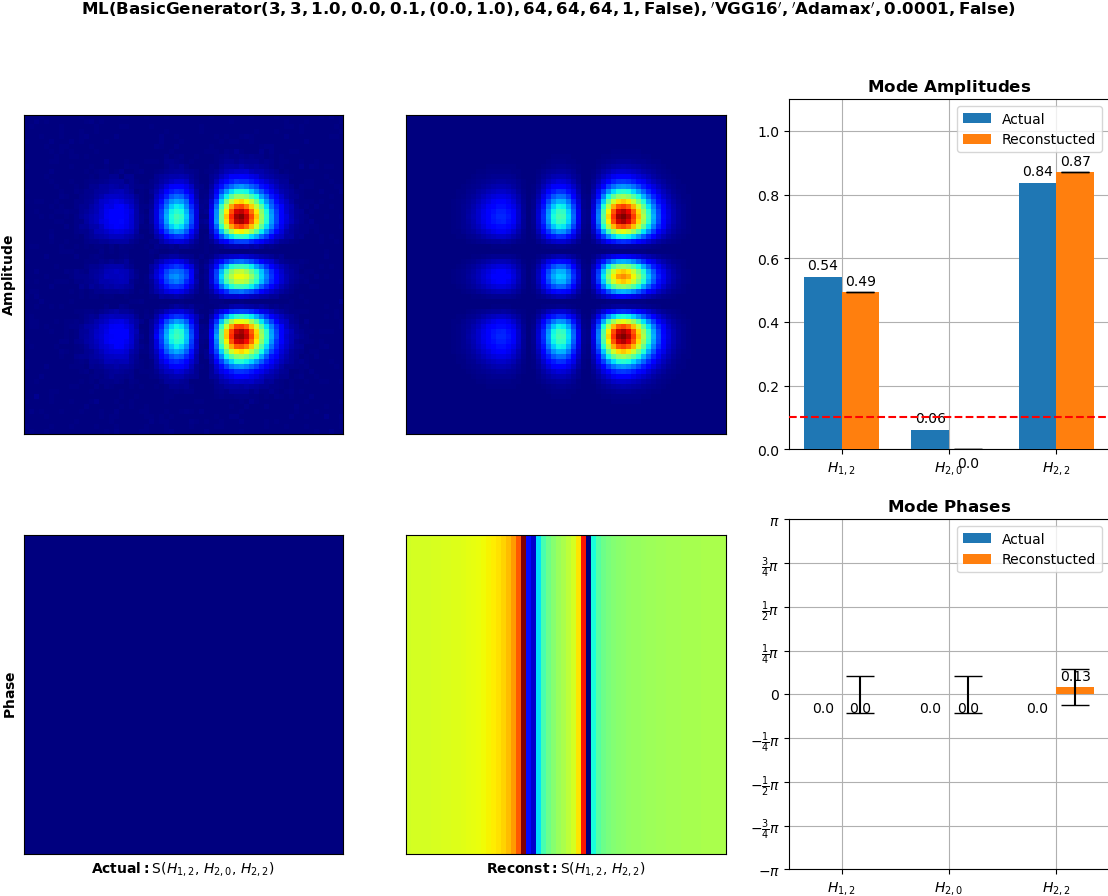 ML(BasicGenerator(3, 3, 1.0, 0.0, 0.1, (0.0, 1.0), 64, 64, 64, 1, False), ′VGG16′, ′Adamax′, 0.0001, False)
Mode Amplitudes
Amplitude
Actual
Reconstucted
1.0
0.8
0.6
0.4
0.2
0.0
0.54
0.49
0.06
0.0
0.84
0.87
H1,2
H2,0
H2,2
Mode Phases
Phase
Actual
Reconstucted
π
3/4π
1/2π
1/4π
0
−1/4π
−1/2π
−3/4π
−π
0.0
0.0
0.0
0.0
0.0
0.13
H1,2
H2,0
H2,2
Actual: S(H1,2, H2,0, H2,2)
Reconst: S(H1,2, H2,2)